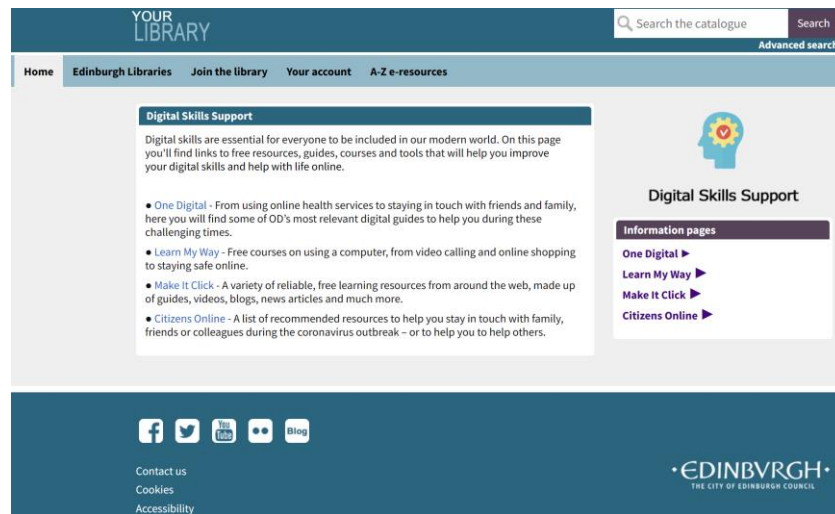 YOUR
LIBRARY
Search the catalogue
Search
Advanced search
Home
Edinburgh Libraries
Join the library
Your account
A-Z e-resources
Digital Skills Support
Digital skills are essential for everyone to be included in our modern world. On this page
you'll find links to free resources, guides, courses and tools that will help you improve
your digital skills and help with life online.
● One Digital - From using online health services to staying in touch with friends and family,
here you will find some of OD's most relevant digital guides to help you during these
challenging times.
● Learn My Way - Free courses on using a computer, from video calling and online shopping
to staying safe online.
● Make It Click - A variety of reliable, free learning resources from around the web, made up
of guides, videos, blogs, news articles and much more.
● Citizens Online - A list of recommended resources to help you stay in touch with family,
friends or colleagues during the coronavirus outbreak – or to help you to help others.
Digital Skills Support
Information pages
One Digital ▶
Learn My Way ▶
Make It Click ▶
Citizens Online ▶
You
Tube
Blog
Contact us
Cookies
Accessibility
·EDINBVRGH·
THE CITY OF EDINBURGH COUNCIL